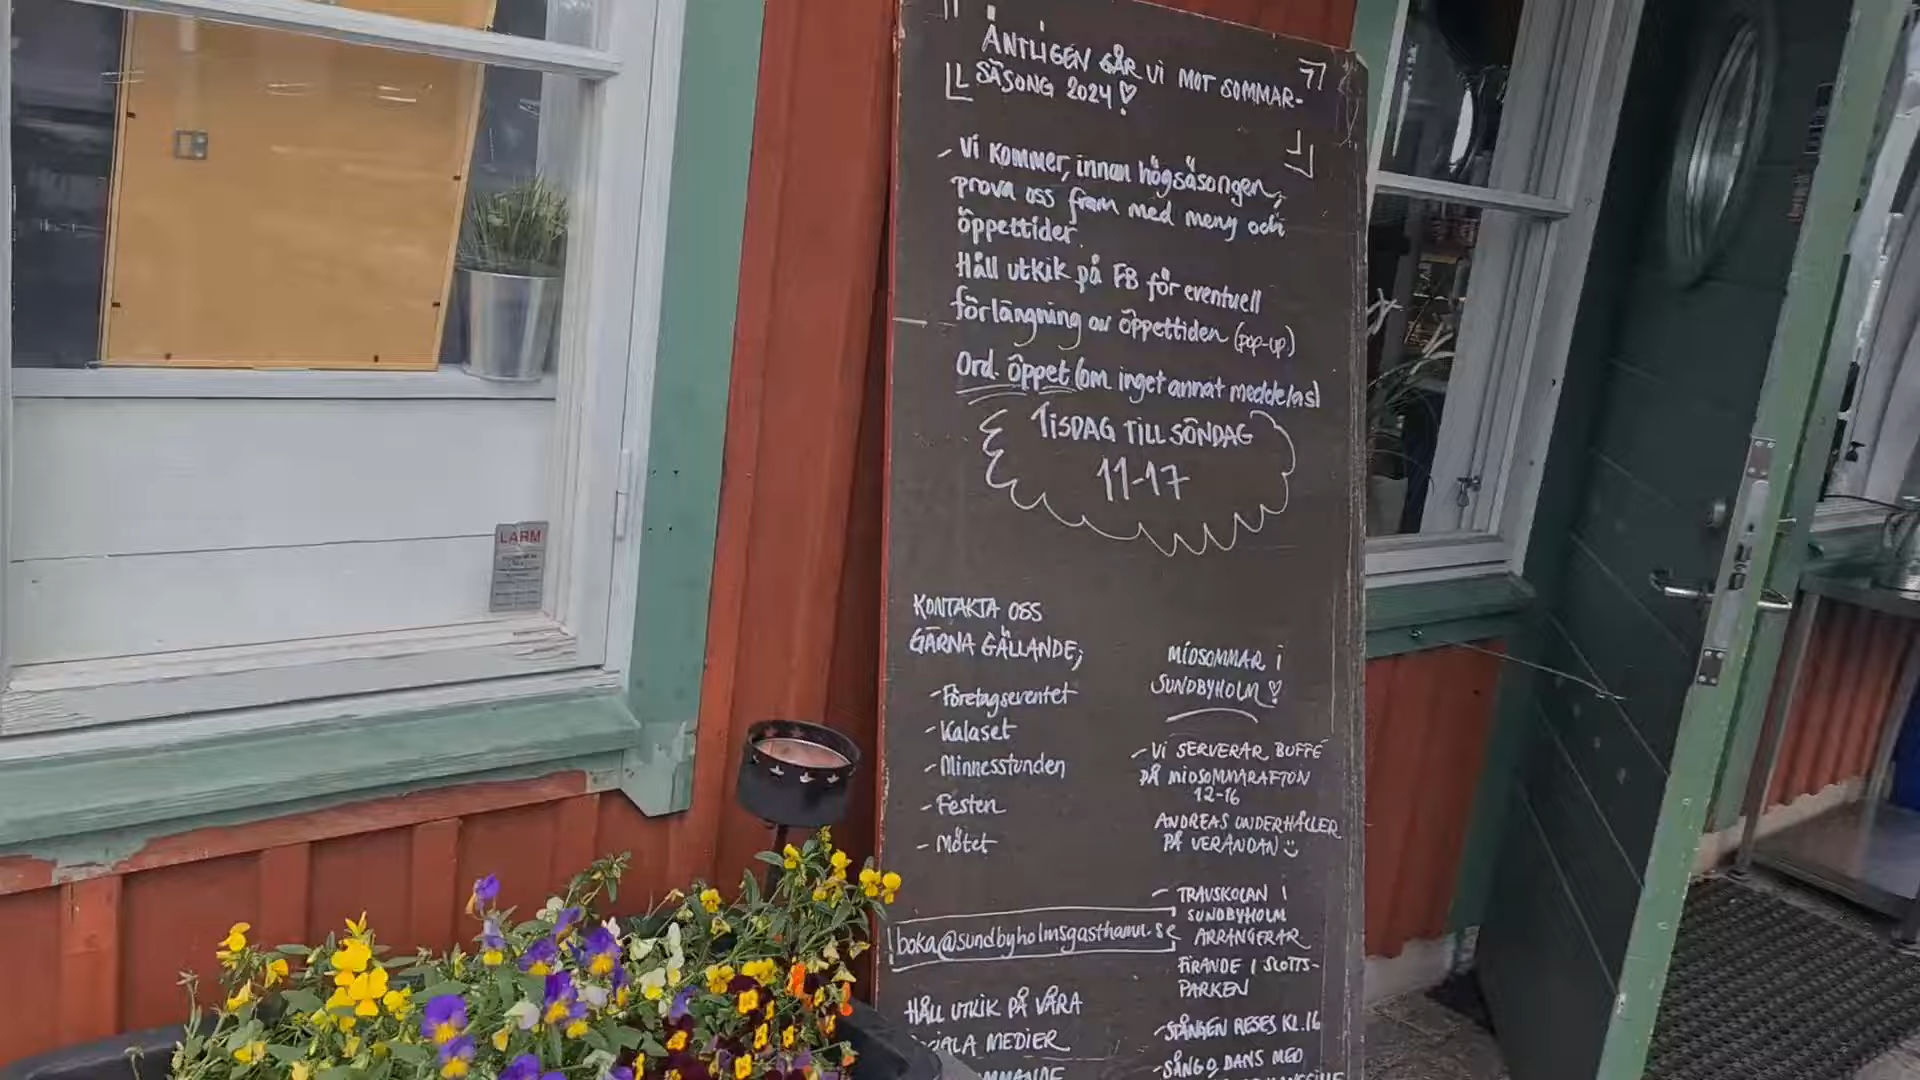 ÄNTLIGEN GÅR VI MOT SOMMAR-
SÄSONG 2024 ♡
- Vi kommer, innan högsäsongen,
prova oss fram med meny och
öppettider.
Håll utkik på FB för eventuell
förlängning av öppettiden (pop-up)
Ord. öppet (om inget annat meddelas)
TISDAG TILL SÖNDAG
11-17
KONTAKTA OSS
GÄRNA GÄLLANDE;
- Företagseventet
- Kalaset
- Minnesstunden
- Festen
- Mötet
boka@sundbyholmsgasthamn.se
HÅLL UTKIK PÅ VÅRA
SOCIALA MEDIER
MIDSOMMAR I
SUNDBYHOLM ♡
- VI SERVERAR BUFFÉ
PÅ MIDSOMMARAFTON
12-16
ANDREAS UNDERHÅLLER
PÅ VERANDAN
- TRAVSKOLAN I
SUNDBYHOLM
ARRANGERAR
FIRANDE I SLOTTS-
PARKEN
- STÅNGEN RESES KL.16
- SÅNG O DANS MED
LARM